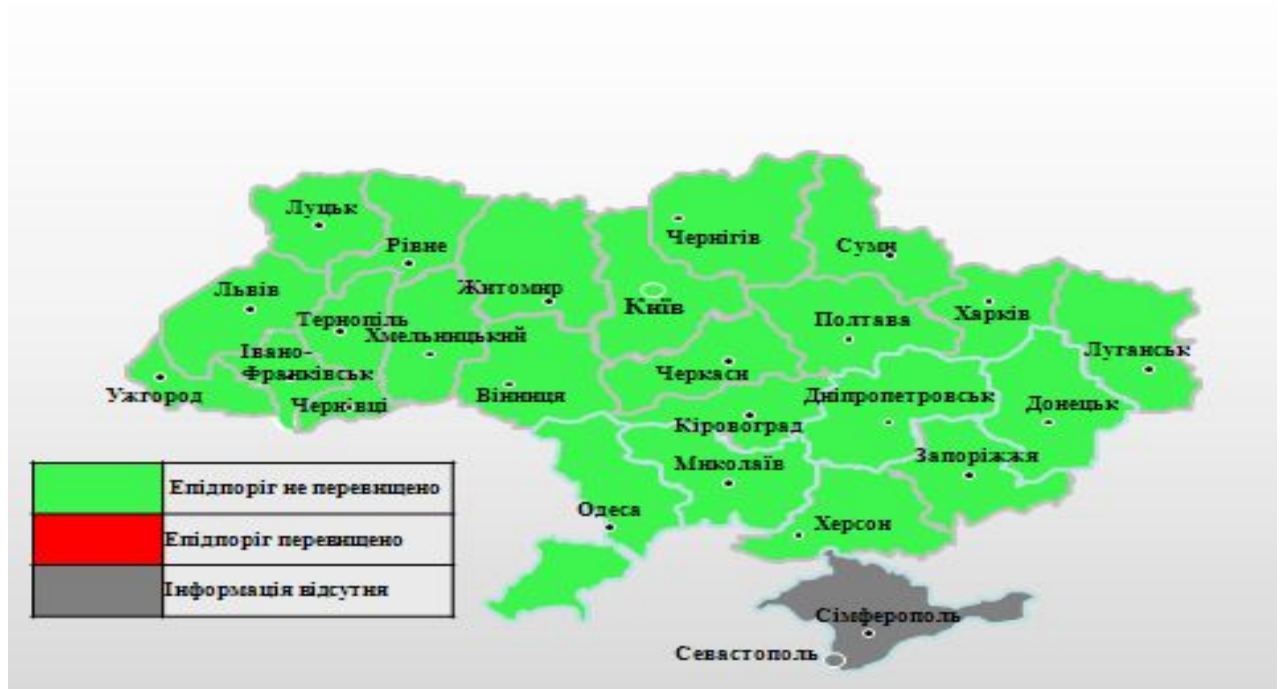 Луцьк
Рівне
Чернігів
Суми
Львів
Житомир
Київ
Тернопіль
Хмельницький
Полтава
Харків
Івано-
Франківськ
Луганськ
Ужгород
Чернівці
Вінниця
Черкаси
Дніпропетровськ
Донецьк
Кіровоград
Миколаїв
Запоріжжя
Одеса
Херсон
Епідпоріг не перевищено
Епідпоріг перевищено
Інформація відсутня
Сімферополь
Севастополь